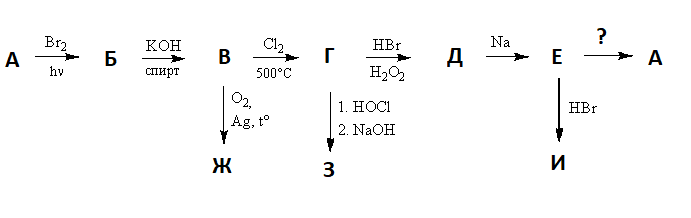 А Br₂ hν Б KOH спирт В Cl₂ 500°C Г HBr H₂O₂ Д Na Е ? А
O₂, Ag, t° 1. HOCl 2. NaOH HBr
Ж З И